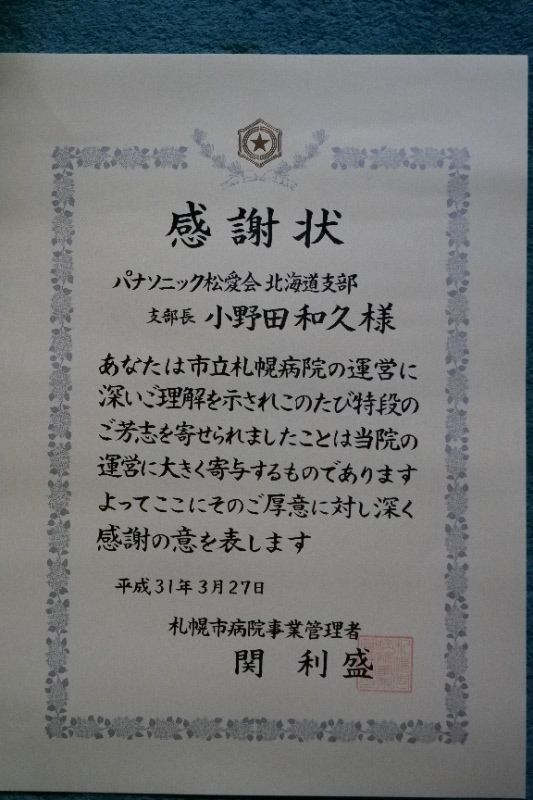 感謝状
パナソニック松愛会 北海道支部
支部長 小野田和久様
あなたは市立札幌病院の運営に
深いご理解を示されこのたび特段の
ご芳志を寄せられましたことは当院の
運営に大きく寄与するものであります
よってここにそのご厚意に対し深く
感謝の意を表します
平成31年3月27日
札幌市病院事業管理者
関 利盛